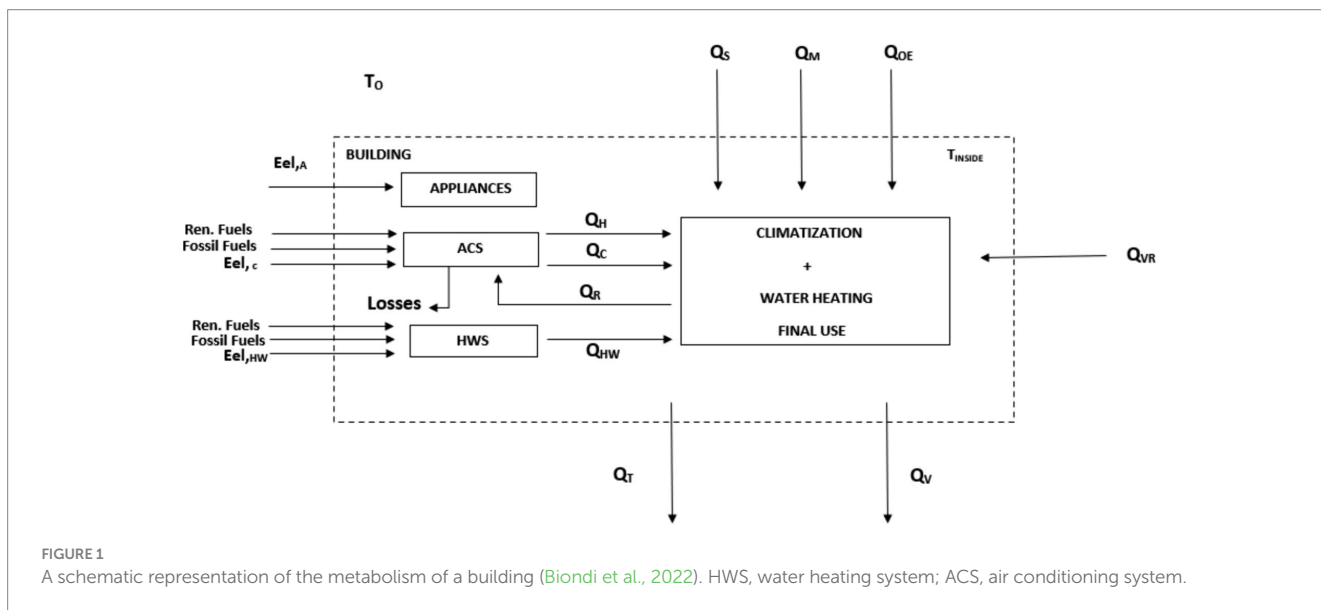 Qs
QM
QOE
To
BUILDING
TINSIDE
Eel,A
APPLIANCES
Ren. Fuels
Fossil Fuels
Eel, c
ACS
QH
QC
QR
Losses
CLIMATIZATION
+
WATER HEATING
FINAL USE
QVR
Ren. Fuels
Fossil Fuels
Eel,HW
HWS
QHW
QT
QV
FIGURE 1
A schematic representation of the metabolism of a building (Biondi et al., 2022). HWS, water heating system; ACS, air conditioning system.